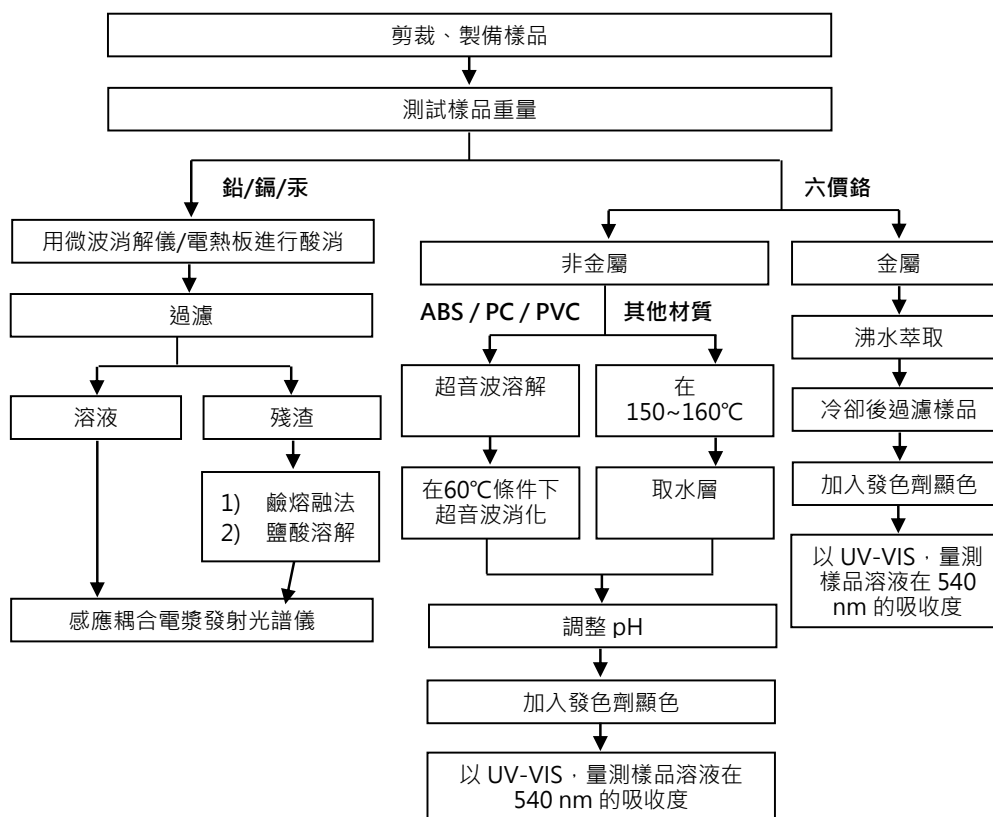 剪裁、製備樣品
測試樣品重量
鉛/鎘/汞
六價鉻
用微波消解儀/電熱板進行酸消
非金屬
金屬
過濾
ABS / PC / PVC
其他材質
沸水萃取
超音波溶解
在
150~160℃
溶液
殘渣
冷卻後過濾樣品
1) 鹼熔融法
2) 鹽酸溶解
在60℃條件下
超音波消化
取水層
加入發色劑顯色
以 UV-VIS，量測
樣品溶液在 540
nm 的吸收度
感應耦合電漿發射光譜儀
調整 pH
加入發色劑顯色
以 UV-VIS，量測樣品溶液在
540 nm 的吸收度